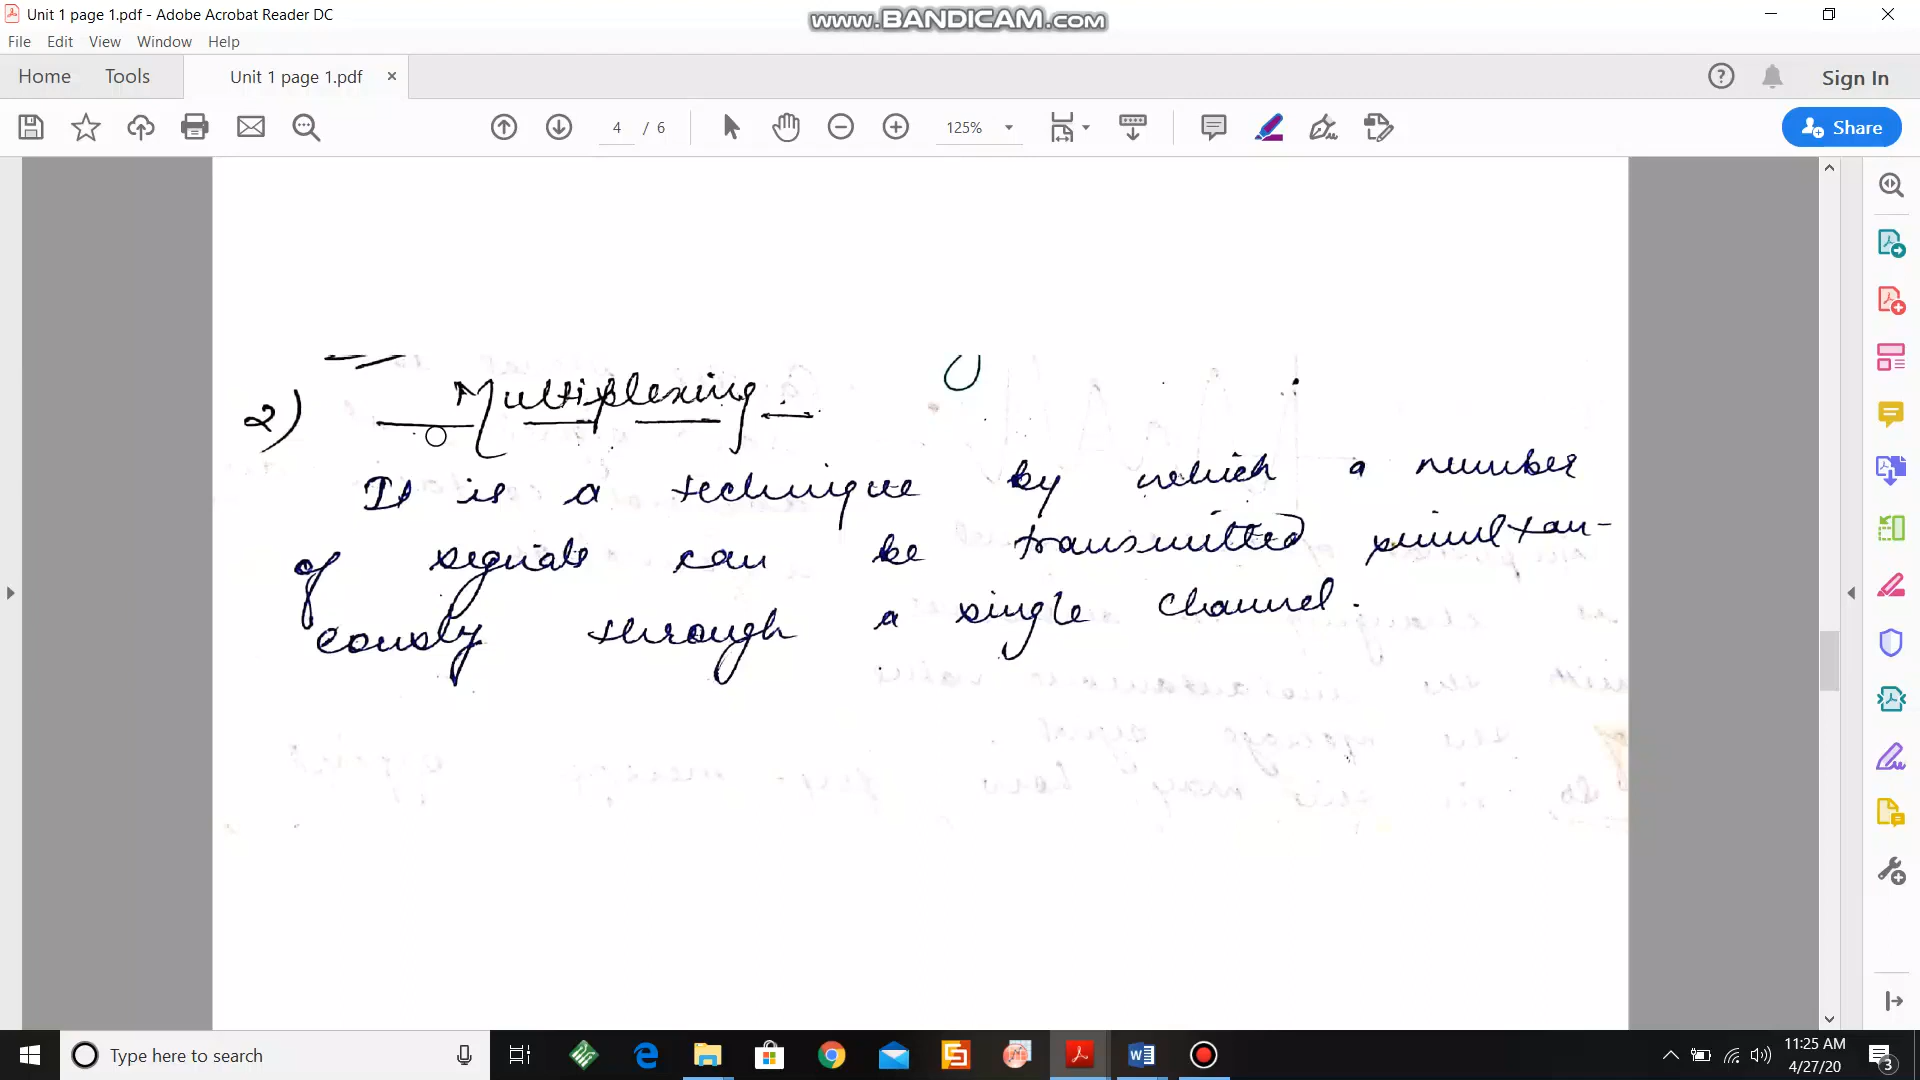 Unit 1 page 1.pdf - Adobe Acrobat Reader DC
www.BANDICAM.com
File Edit View Window Help
Home Tools Unit 1 page 1.pdf × Sign In
4 / 6 125% Share
2) Multiplexing -
It is a technique by which a number
of signals can be transmitted simultan-
eously through a single channel.
Type here to search
11:25 AM
4/27/20
3